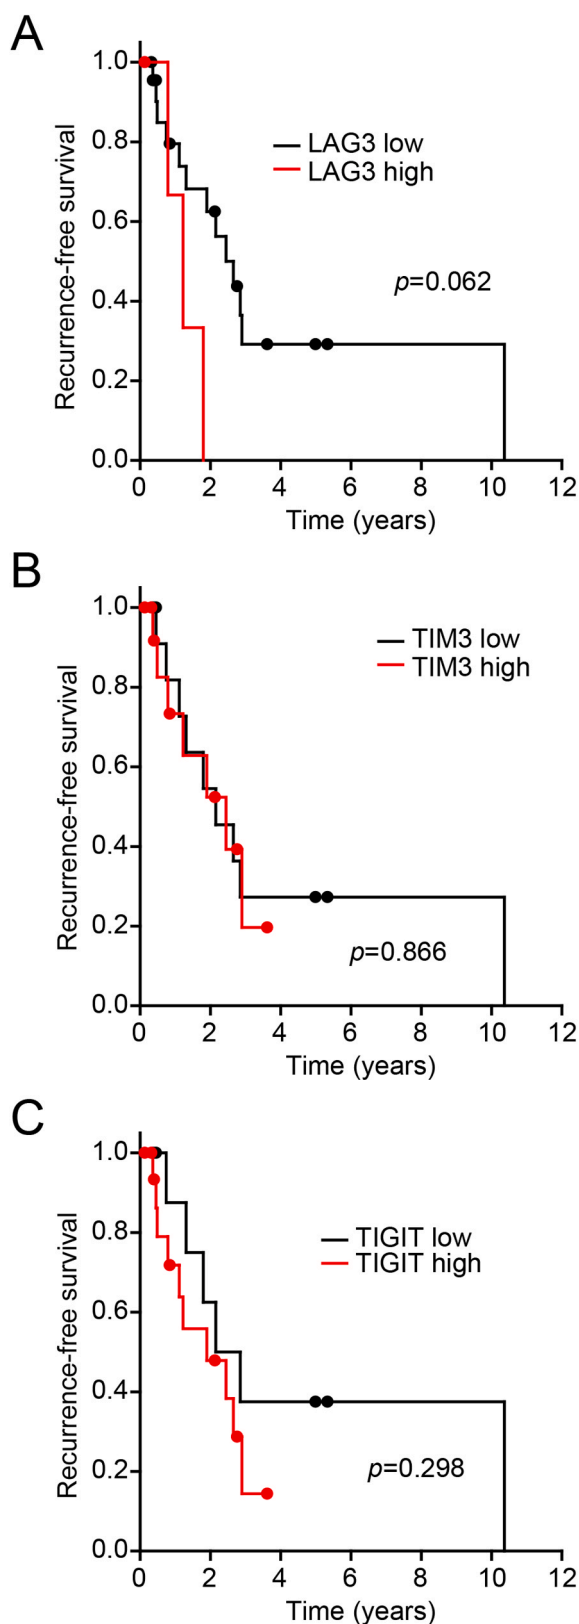 A
Recurrence-free survival
1.0
0.8
0.6
0.4
0.2
0.0
LAG3 low
LAG3 high
p=0.062
0 2 4 6 8 10 12
Time (years)
B
Recurrence-free survival
1.0
0.8
0.6
0.4
0.2
0.0
TIM3 low
TIM3 high
p=0.866
0 2 4 6 8 10 12
Time (years)
C
Recurrence-free survival
1.0
0.8
0.6
0.4
0.2
0.0
TIGIT low
TIGIT high
p=0.298
0 2 4 6 8 10 12
Time (years)